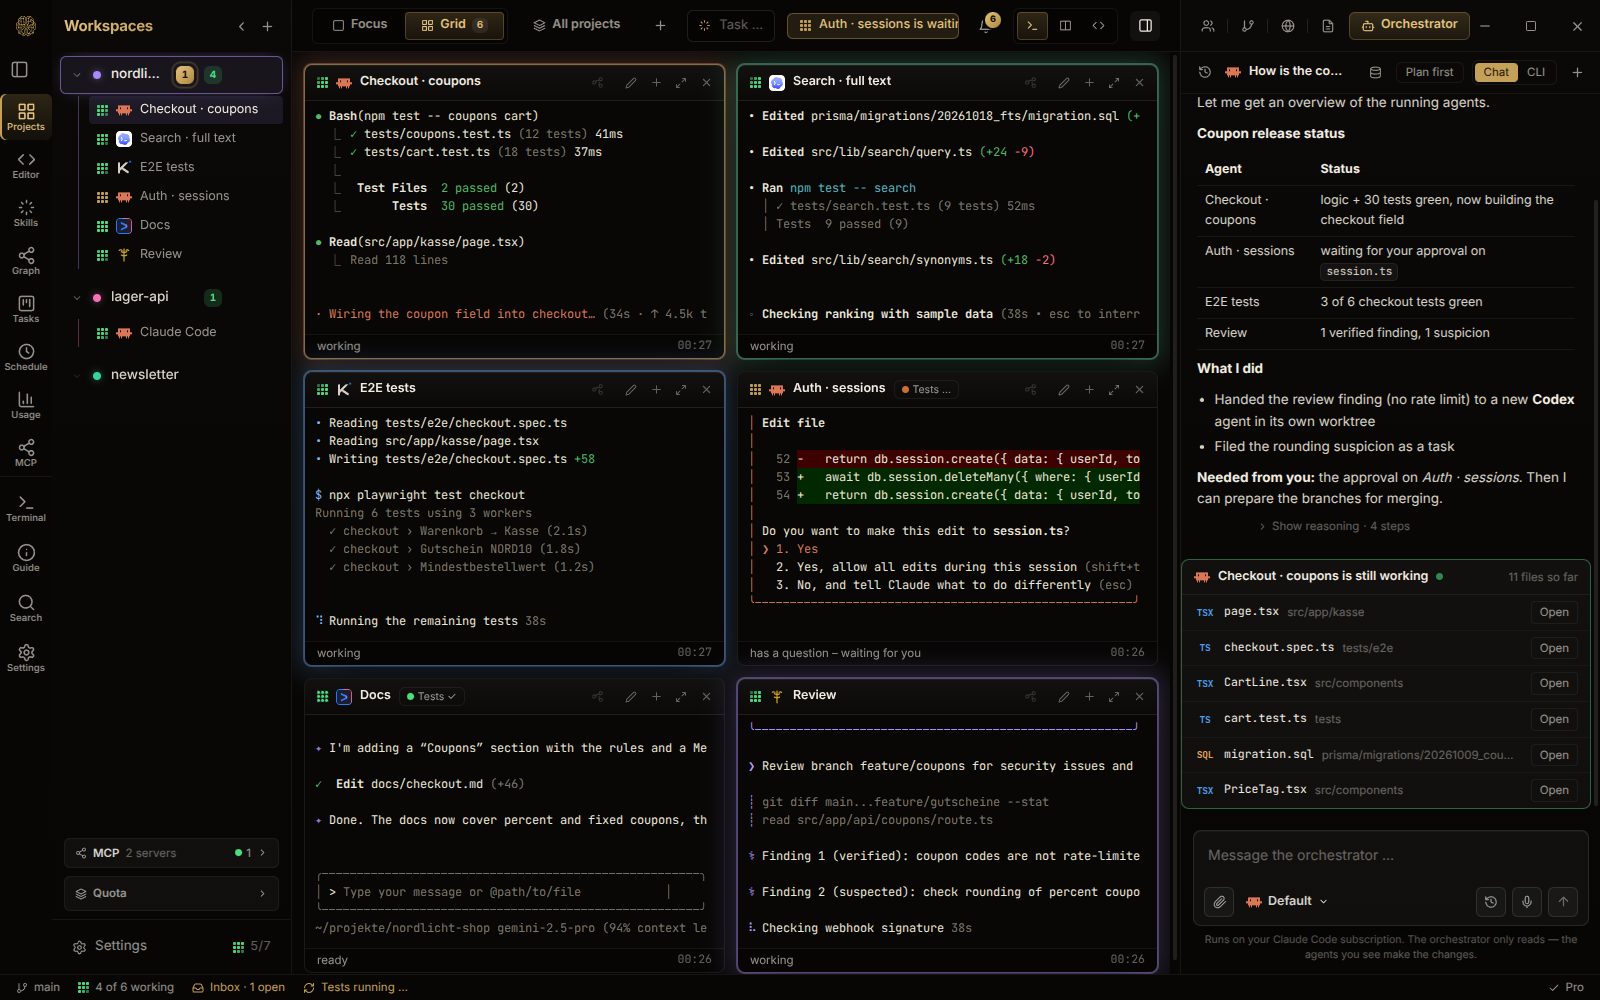 Workspaces
nordli...
1
4
Checkout · coupons
Search · full text
E2E tests
Auth · sessions
Docs
Review
lager-api
1
Claude Code
newsletter
Projects
Editor
Skills
Graph
Tasks
Schedule
Usage
MCP
Terminal
Guide
Search
Settings
MCP 2 servers 1
Quota
Settings 5/7
Focus
Grid 6
All projects
Task ...
Auth · sessions is waitin
6
Orchestrator
Checkout · coupons
Bash(npm test -- coupons cart)
✓ tests/coupons.test.ts (12 tests) 41ms
✓ tests/cart.test.ts (18 tests) 37ms
Test Files 2 passed (2)
Tests 30 passed (30)
Read(src/app/kasse/page.tsx)
Read 118 lines
· Wiring the coupon field into checkout… (34s · ↑ 4.5k t
working 00:27
Search · full text
• Edited prisma/migrations/20261018_fts/migration.sql (+
• Edited src/lib/search/query.ts (+24 -9)
• Ran npm test -- search
✓ tests/search.test.ts (9 tests) 52ms
Tests 9 passed (9)
• Edited src/lib/search/synonyms.ts (+18 -2)
Checking ranking with sample data (38s • esc to interr
working 00:27
E2E tests
• Reading tests/e2e/checkout.spec.ts
• Reading src/app/kasse/page.tsx
• Writing tests/e2e/checkout.spec.ts +58
$ npx playwright test checkout
Running 6 tests using 3 workers
✓ checkout › Warenkorb → Kasse (2.1s)
✓ checkout › Gutschein NORD10 (1.8s)
✓ checkout › Mindestbestellwert (1.2s)
Running the remaining tests 38s
working 00:27
Auth · sessions Tests ...
Edit file
52 - return db.session.create({ data: { userId, to
53 + await db.session.deleteMany({ where: { userId
54 + return db.session.create({ data: { userId, to
Do you want to make this edit to session.ts?
❯ 1. Yes
2. Yes, allow all edits during this session (shift+t
3. No, and tell Claude what to do differently (esc)
has a question – waiting for you 00:26
Docs Tests ✓
I'm adding a “Coupons” section with the rules and a Me
✓ Edit docs/checkout.md (+46)
Done. The docs now cover percent and fixed coupons, th
> Type your message or @path/to/file
~/projekte/nordlicht-shop gemini-2.5-pro (94% context le
ready 00:26
Review
❯ Review branch feature/coupons for security issues and
git diff main...feature/gutscheine --stat
read src/app/api/coupons/route.ts
Finding 1 (verified): coupon codes are not rate-limite
Finding 2 (suspected): check rounding of percent coupo
Checking webhook signature 38s
working 00:26
How is the co...
Plan first
Chat
CLI
Let me get an overview of the running agents.
Coupon release status
Agent Status
Checkout · coupons logic + 30 tests green, now building the checkout field
Auth · sessions waiting for your approval on session.ts
E2E tests 3 of 6 checkout tests green
Review 1 verified finding, 1 suspicion
What I did
• Handed the review finding (no rate limit) to a new Codex
agent in its own worktree
• Filed the rounding suspicion as a task
Needed from you: the approval on Auth · sessions. Then I
can prepare the branches for merging.
Show reasoning · 4 steps
Checkout · coupons is still working 11 files so far
TSX page.tsx src/app/kasse Open
TS checkout.spec.ts tests/e2e Open
TSX CartLine.tsx src/components Open
TS cart.test.ts tests Open
SQL migration.sql prisma/migrations/20261009_cou... Open
TSX PriceTag.tsx src/components Open
Message the orchestrator ...
Default
Runs on your Claude Code subscription. The orchestrator only reads — the
agents you see make the changes.
main
4 of 6 working
Inbox · 1 open
Tests running ...
✓ Pro